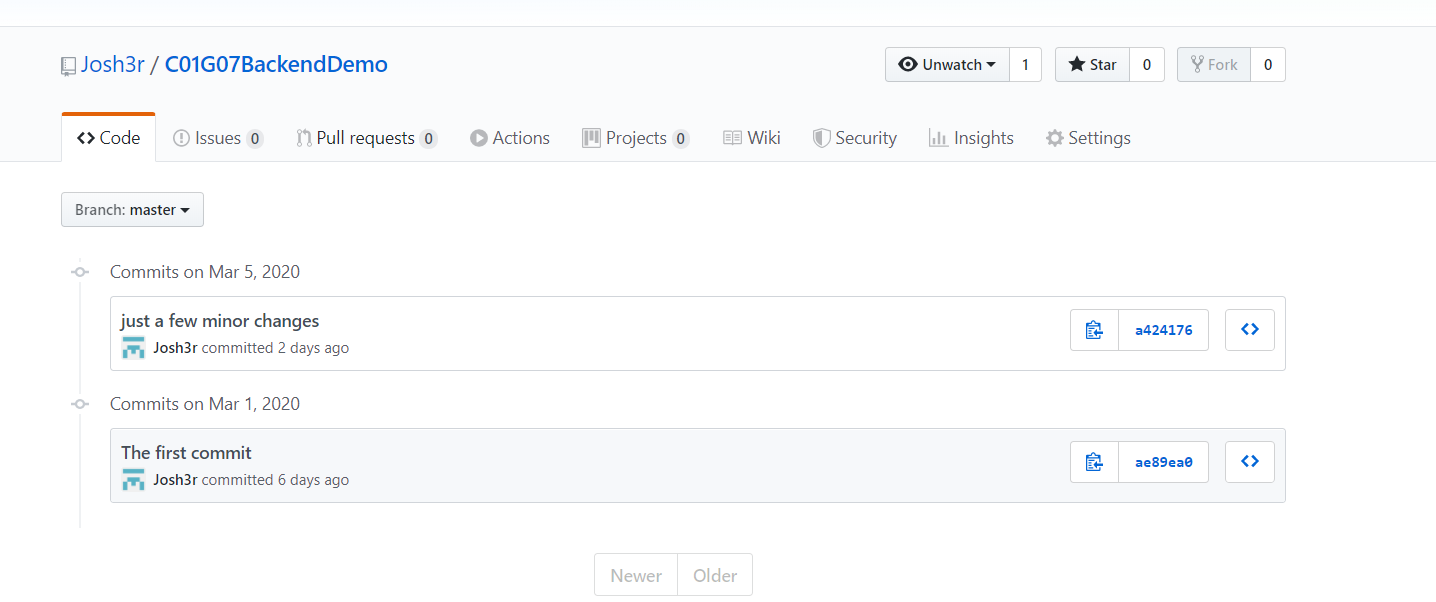 Josh3r / C01G07BackendDemo Unwatch 1 Star 0 Fork 0
Code Issues 0 Pull requests 0 Actions Projects 0 Wiki Security Insights Settings
Branch: master
Commits on Mar 5, 2020
just a few minor changes
Josh3r committed 2 days ago
a424176
Commits on Mar 1, 2020
The first commit
Josh3r committed 6 days ago
ae89ea0
Newer Older